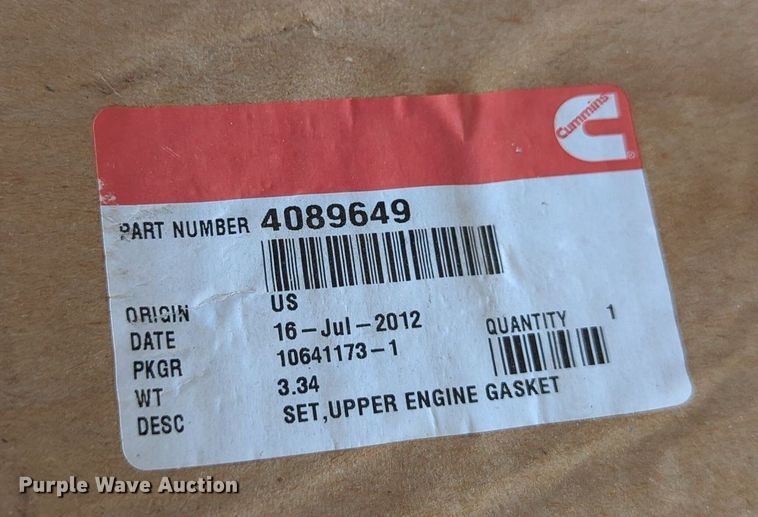 Cummins
®
PART NUMBER 4089649
ORIGIN US
DATE 16-Jul-2012
QUANTITY 1
PKGR 10641173-1
WT 3.34
DESC SET,UPPER ENGINE GASKET
Purple Wave Auction